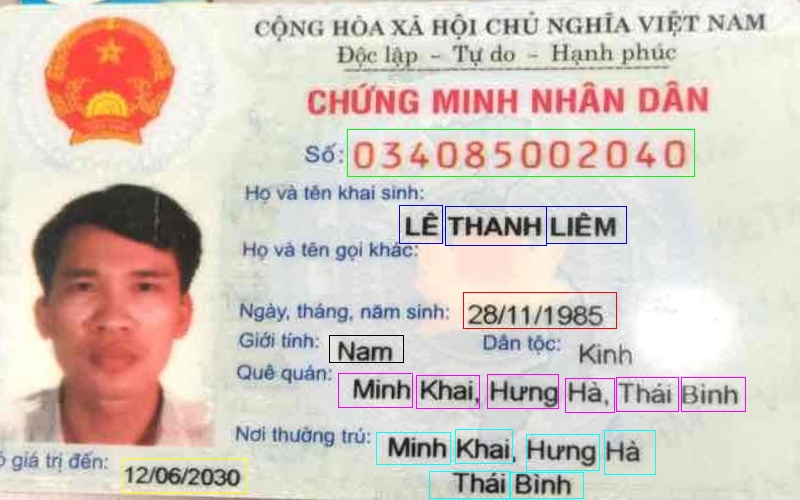 CỘNG HÒA XÃ HỘI CHỦ NGHĨA VIỆT NAM
Độc lập - Tự do - Hạnh phúc
CHỨNG MINH NHÂN DÂN
Số: 034085002040
Họ và tên khai sinh:
LÊ THANH LIÊM
Họ và tên gọi khác:
Ngày, tháng, năm sinh: 28/11/1985
Giới tính: Nam Dân tộc: Kinh
Quê quán: Minh Khai, Hưng Hà, Thái Bình
Nơi thường trú: Minh Khai, Hưng Hà
Thái Bình
ó giá trị đến: 12/06/2030